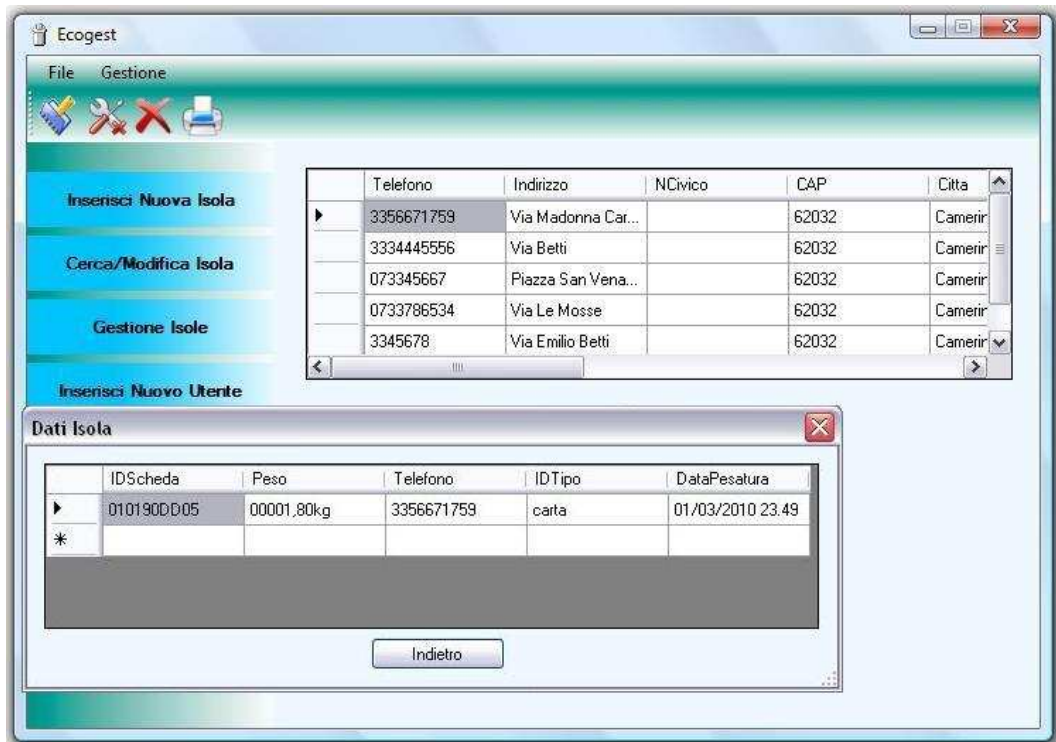 Ecogest
File Gestione
Inserisci Nuova Isola
Cerca/Modifica Isola
Gestione Isole
Inserisci Nuovo Utente
Telefono Indirizzo NCivico CAP Citta
3356671759 Via Madonna Car... 62032 Camerir
3334445556 Via Betti 62032 Camerir
073345667 Piazza San Vena... 62032 Camerir
0733786534 Via Le Mosse 62032 Camerir
3345678 Via Emilio Betti 62032 Camerir
Dati Isola
IDScheda Peso Telefono IDTipo DataPesatura
010190DD05 00001,80kg 3356671759 carta 01/03/2010 23.49
Indietro